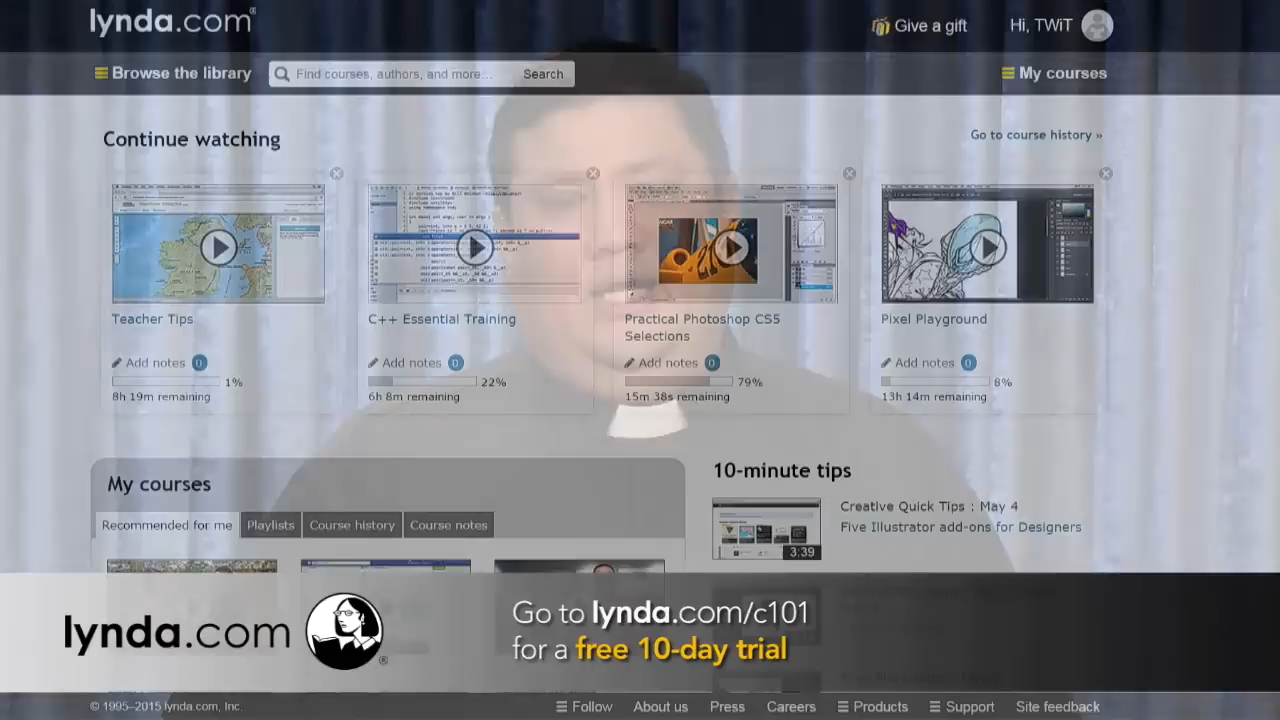 lynda.com®
Give a gift
Hi, TWiT
Browse the library
Find courses, authors, and more...
Search
My courses
Continue watching
Go to course history »
Teacher Tips
Add notes 0
1%
8h 19m remaining
C++ Essential Training
Add notes 0
22%
6h 8m remaining
Practical Photoshop CS5
Selections
Add notes 0
79%
15m 38s remaining
Pixel Playground
Add notes 0
8%
13h 14m remaining
My courses
Recommended for me
Playlists
Course history
Course notes
10-minute tips
3:39
Creative Quick Tips : May 4
Five Illustrator add-ons for Designers
lynda.com®
Go to lynda.com/c101
for a free 10-day trial
© 1995–2015 lynda.com, Inc.
Follow
About us
Press
Careers
Products
Support
Site feedback